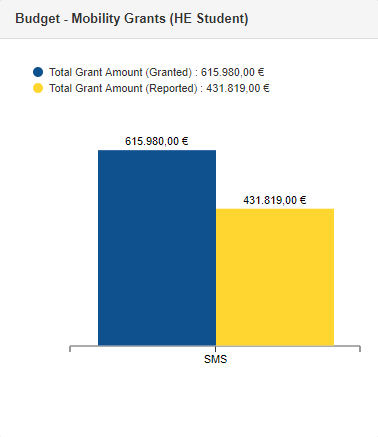 Budget - Mobility Grants (HE Student)
Total Grant Amount (Granted) : 615.980,00 €
Total Grant Amount (Reported) : 431.819,00 €
615.980,00 €
431.819,00 €
SMS